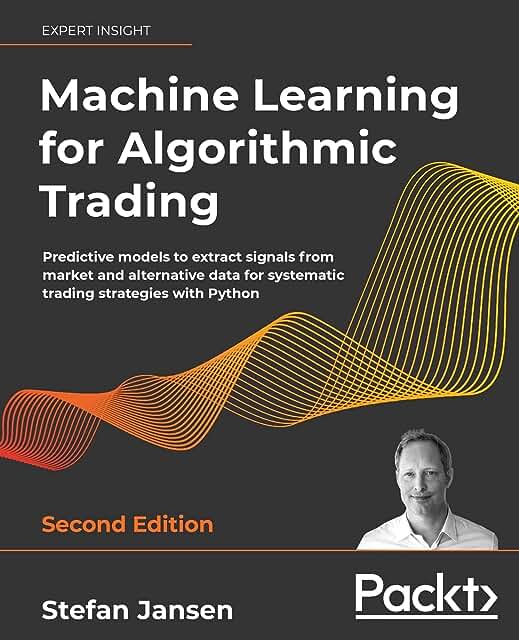 EXPERT INSIGHT
Machine Learning
for Algorithmic
Trading
Predictive models to extract signals from
market and alternative data for systematic
trading strategies with Python
Second Edition
Stefan Jansen
Packt>